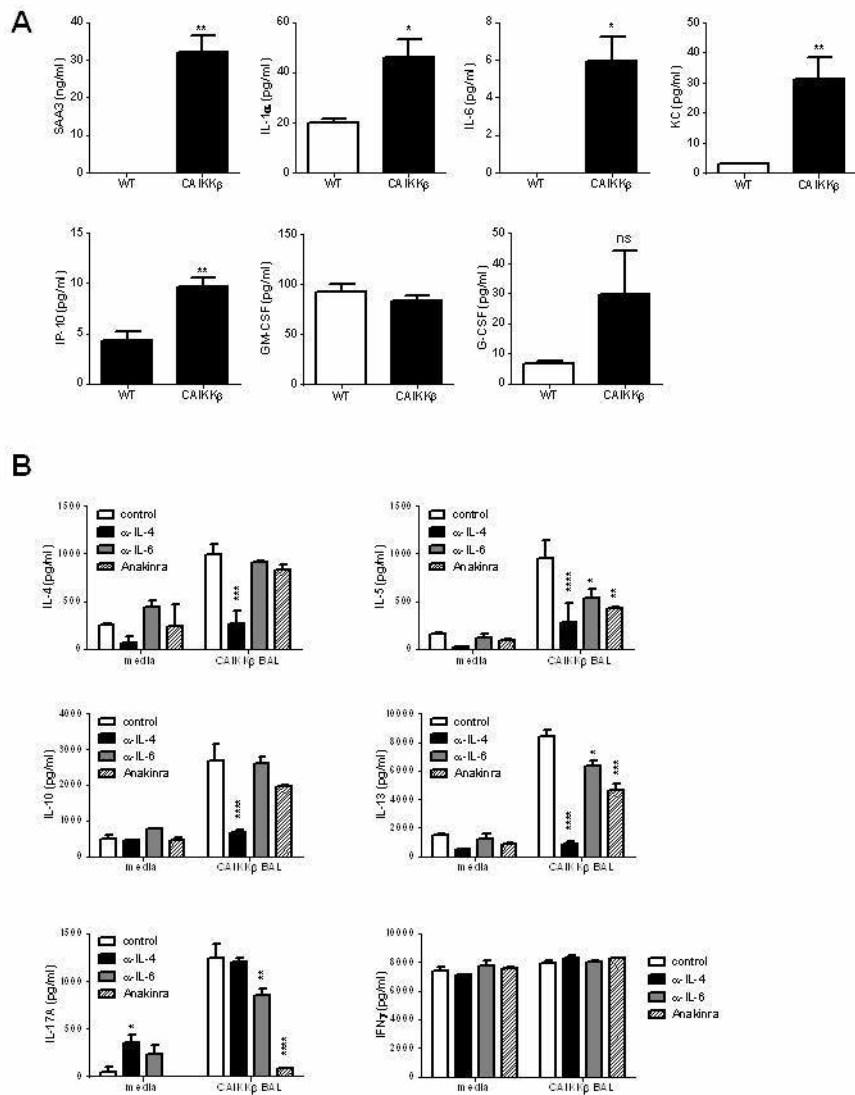 A
SAA3 (ng/ml)
40
30
20
10
0
**
WT
CAIKKβ
IL-1α (pg/ml)
60
40
20
0
*
WT
CAIKKβ
IL-6 (pg/ml)
8
6
4
2
0
*
WT
CAIKKβ
KC (pg/ml)
50
40
30
20
10
0
**
WT
CAIKKβ
IP-10 (pg/ml)
15
10
5
0
**
WT
CAIKKβ
GM-CSF (pg/ml)
150
100
50
0
WT
CAIKKβ
G-CSF (pg/ml)
50
40
30
20
10
0
ns
WT
CAIKKβ
B
IL-4 (pg/ml)
1500
1000
500
0
control
α-IL-4
α-IL-6
Anakinra
***
media
CAIKKβ BAL
IL-5 (pg/ml)
1500
1000
500
0
control
α-IL-4
α-IL-6
Anakinra
****
*
**
media
CAIKKβ BAL
IL-10 (pg/ml)
4000
3000
2000
1000
0
control
α-IL-4
α-IL-6
Anakinra
****
media
CAIKKβ BAL
IL-13 (pg/ml)
10000
8000
6000
4000
2000
0
control
α-IL-4
α-IL-6
Anakinra
****
*
***
media
CAIKKβ BAL
IL-17A (pg/ml)
1500
1000
500
0
control
α-IL-4
α-IL-6
Anakinra
*
**
****
media
CAIKKβ BAL
IFNγ (pg/ml)
10000
8000
6000
4000
2000
0
media
CAIKKβ BAL
control
α-IL-4
α-IL-6
Anakinra